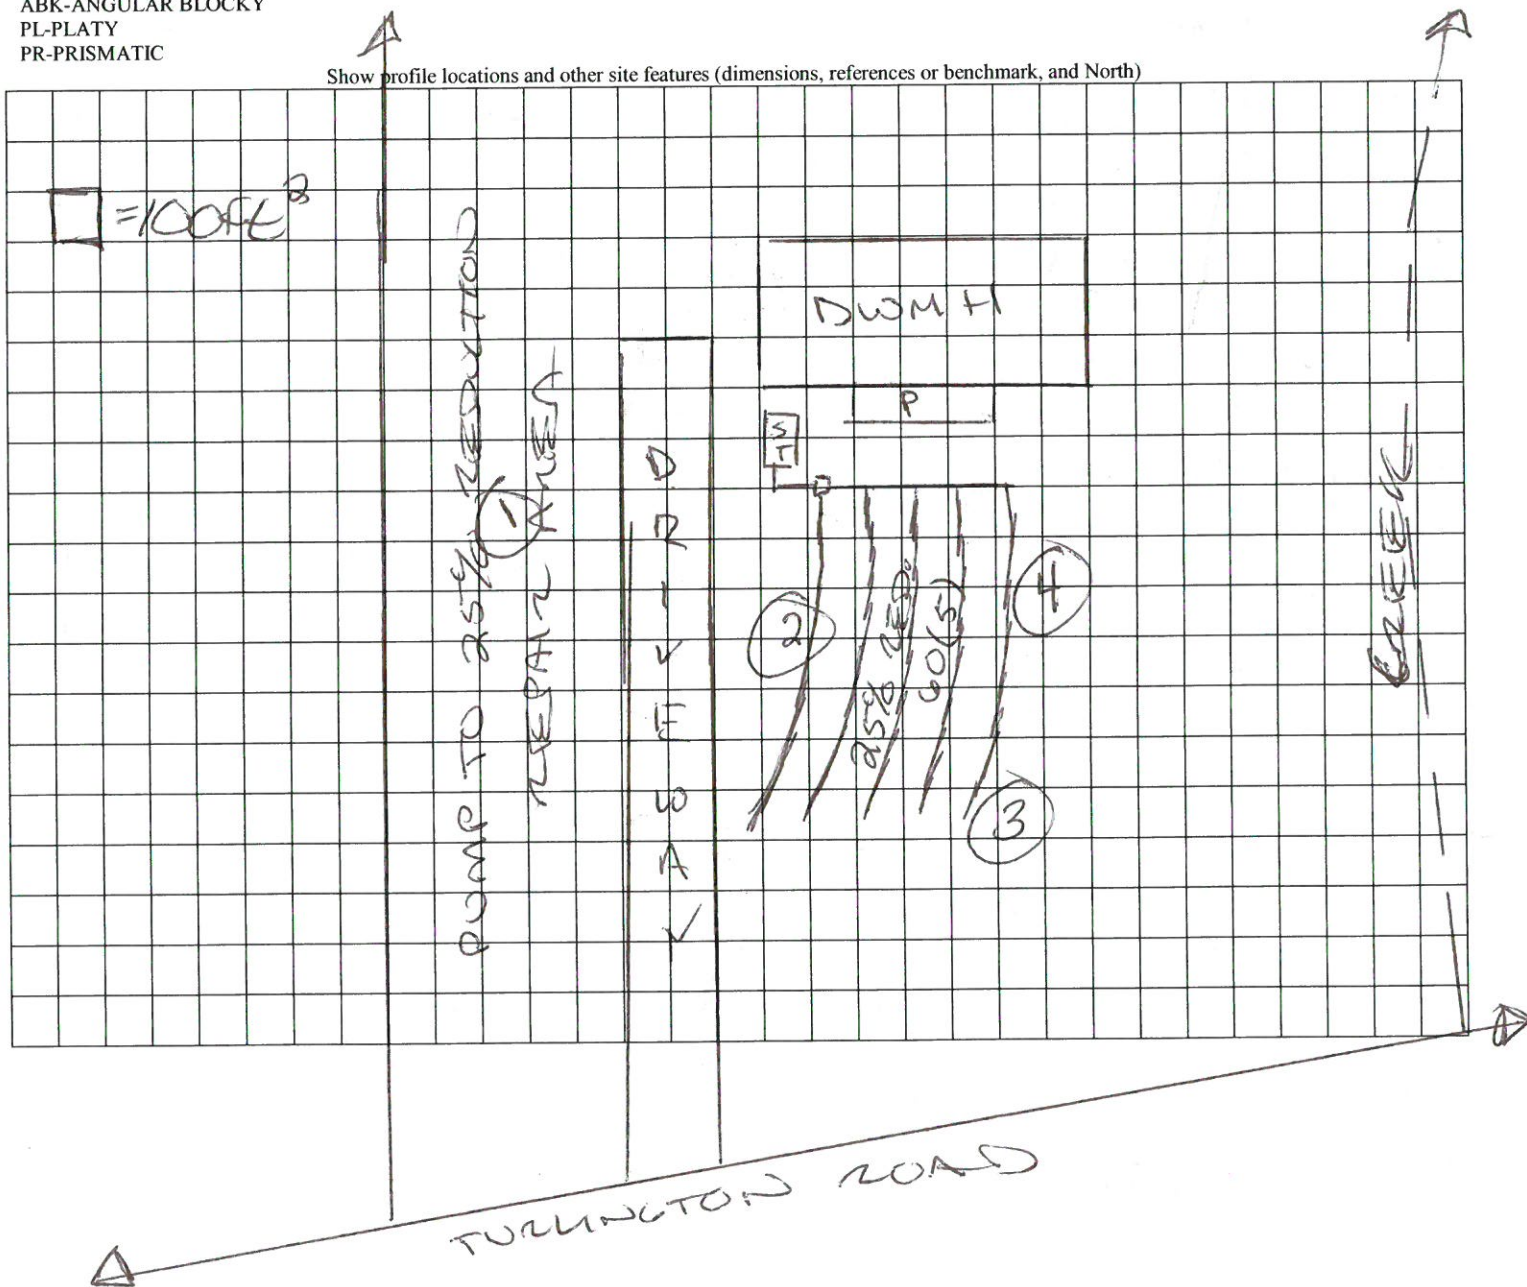 ABK-ANGULAR BLOCKY
PL-PLATY
PR-PRISMATIC
Show profile locations and other site features (dimensions, references or benchmark, and North)
=100ft²
DWMH
P
ST
PUMP TO 25% REDUCTION
REPAIR AREA
1
DRIVEWAY
2
25% RED.
60(5)
4
3
CREEK
TURLINGTON ROAD